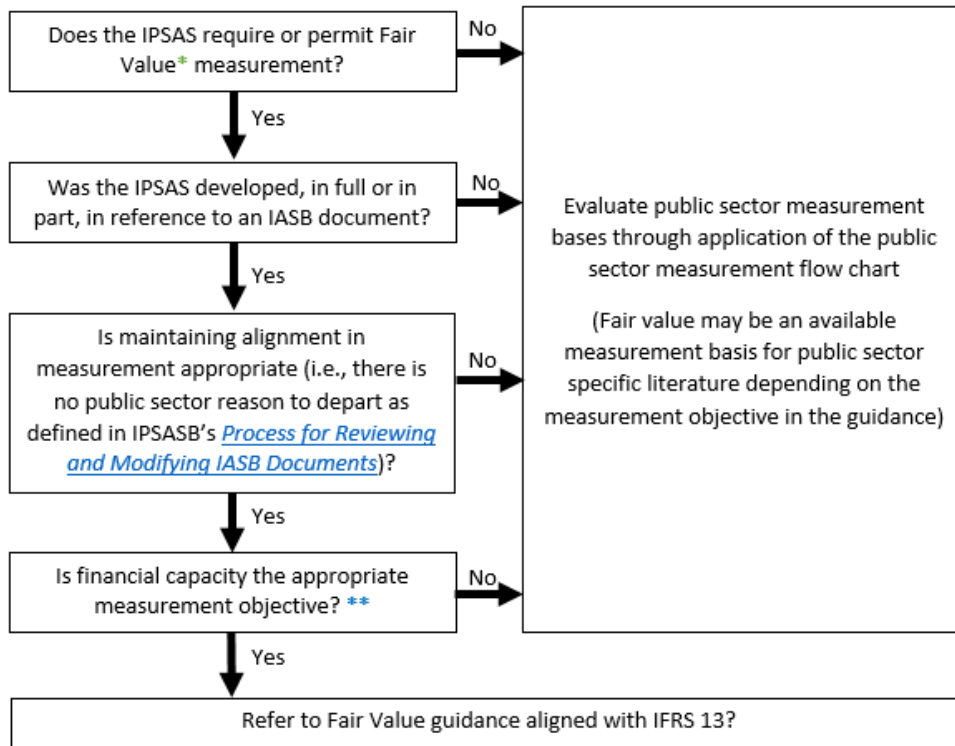 Does the IPSAS require or permit Fair
Value* measurement?
No
Yes
Was the IPSAS developed, in full or in
part, in reference to an IASB document?
No
Yes
Is maintaining alignment in
measurement appropriate (i.e., there is
no public sector reason to depart as
defined in IPSASB's Process for Reviewing
and Modifying IASB Documents)?
No
Yes
Is financial capacity the appropriate
measurement objective? **
No
Yes
Evaluate public sector measurement
bases through application of the public
sector measurement flow chart
(Fair value may be an available
measurement basis for public sector
specific literature depending on the
measurement objective in the guidance)
Refer to Fair Value guidance aligned with IFRS 13?